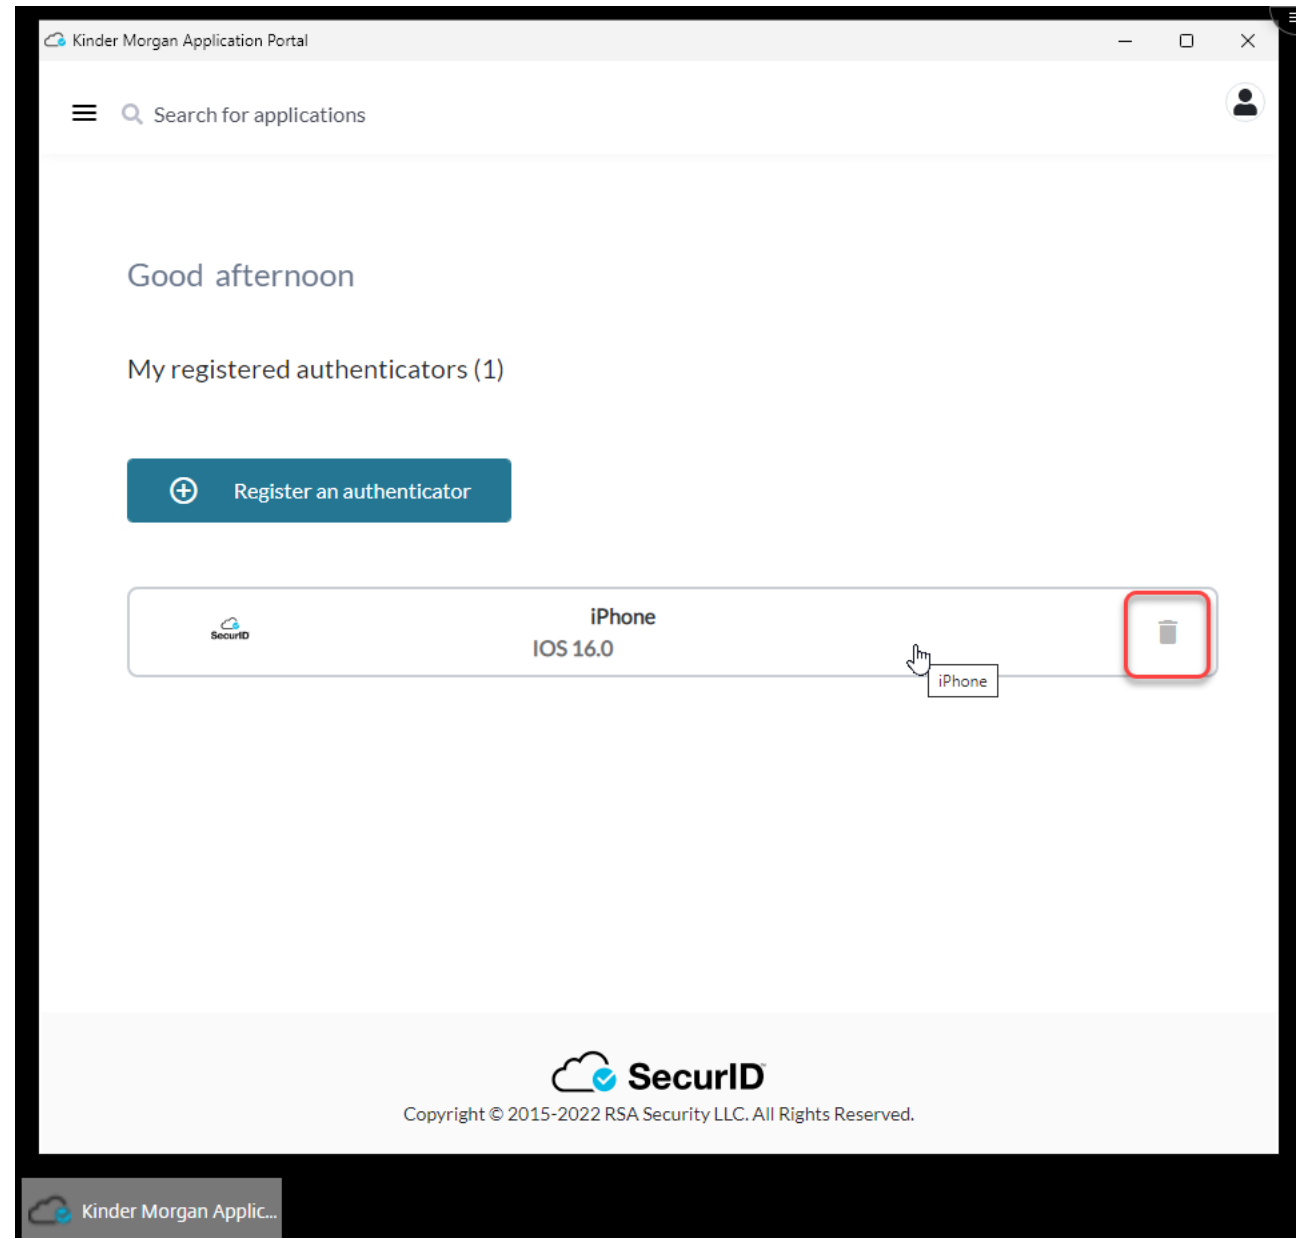 Kinder Morgan Application Portal
Search for applications
Good afternoon
My registered authenticators (1)
Register an authenticator
SecurID
iPhone
IOS 16.0
iPhone
SecurID
Copyright © 2015-2022 RSA Security LLC. All Rights Reserved.
Kinder Morgan Applic...